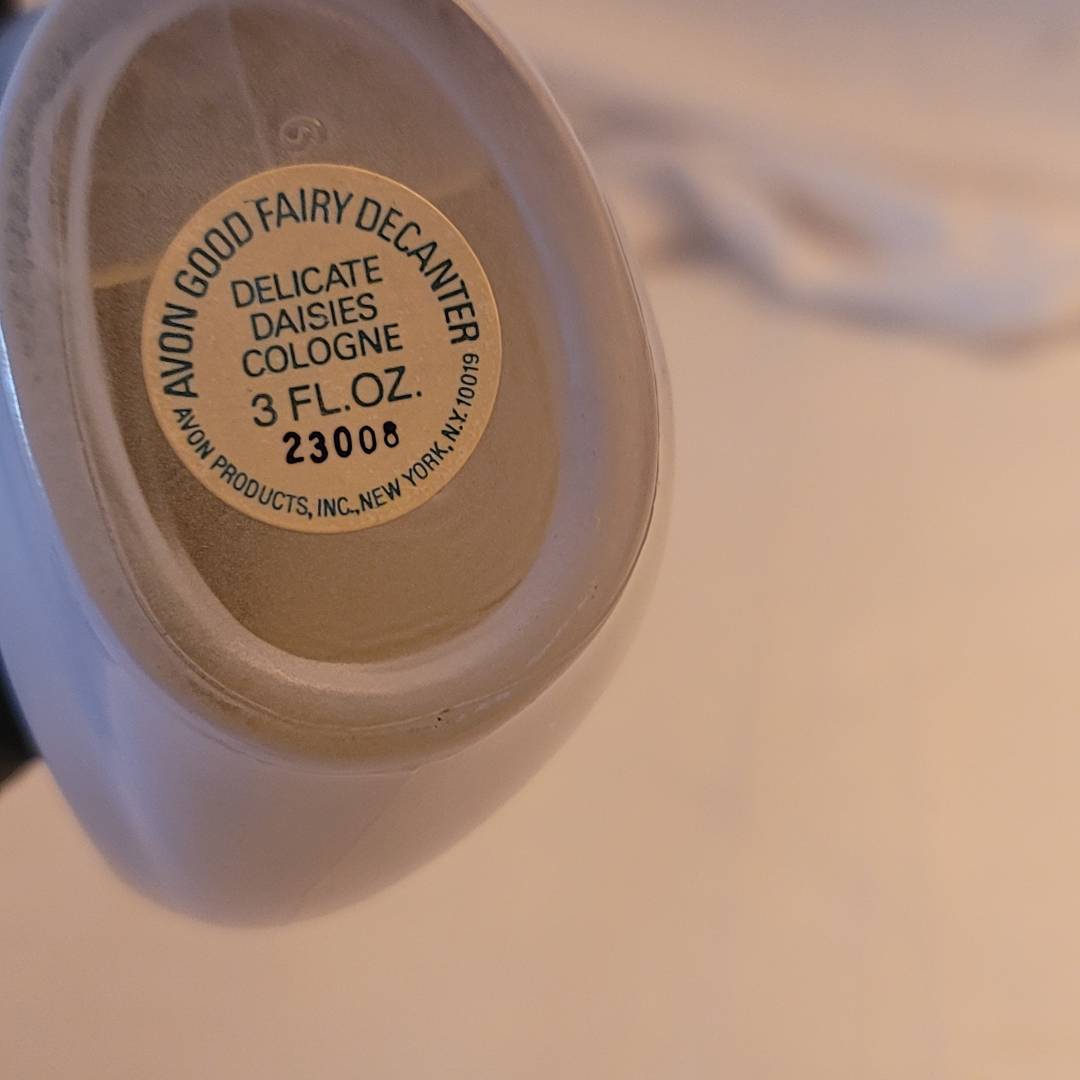 AVON GOOD FAIRY DECANTER
DELICATE
DAISIES
COLOGNE
3 FL.OZ.
23008
AVON PRODUCTS, INC., NEW YORK, N.Y. 10019